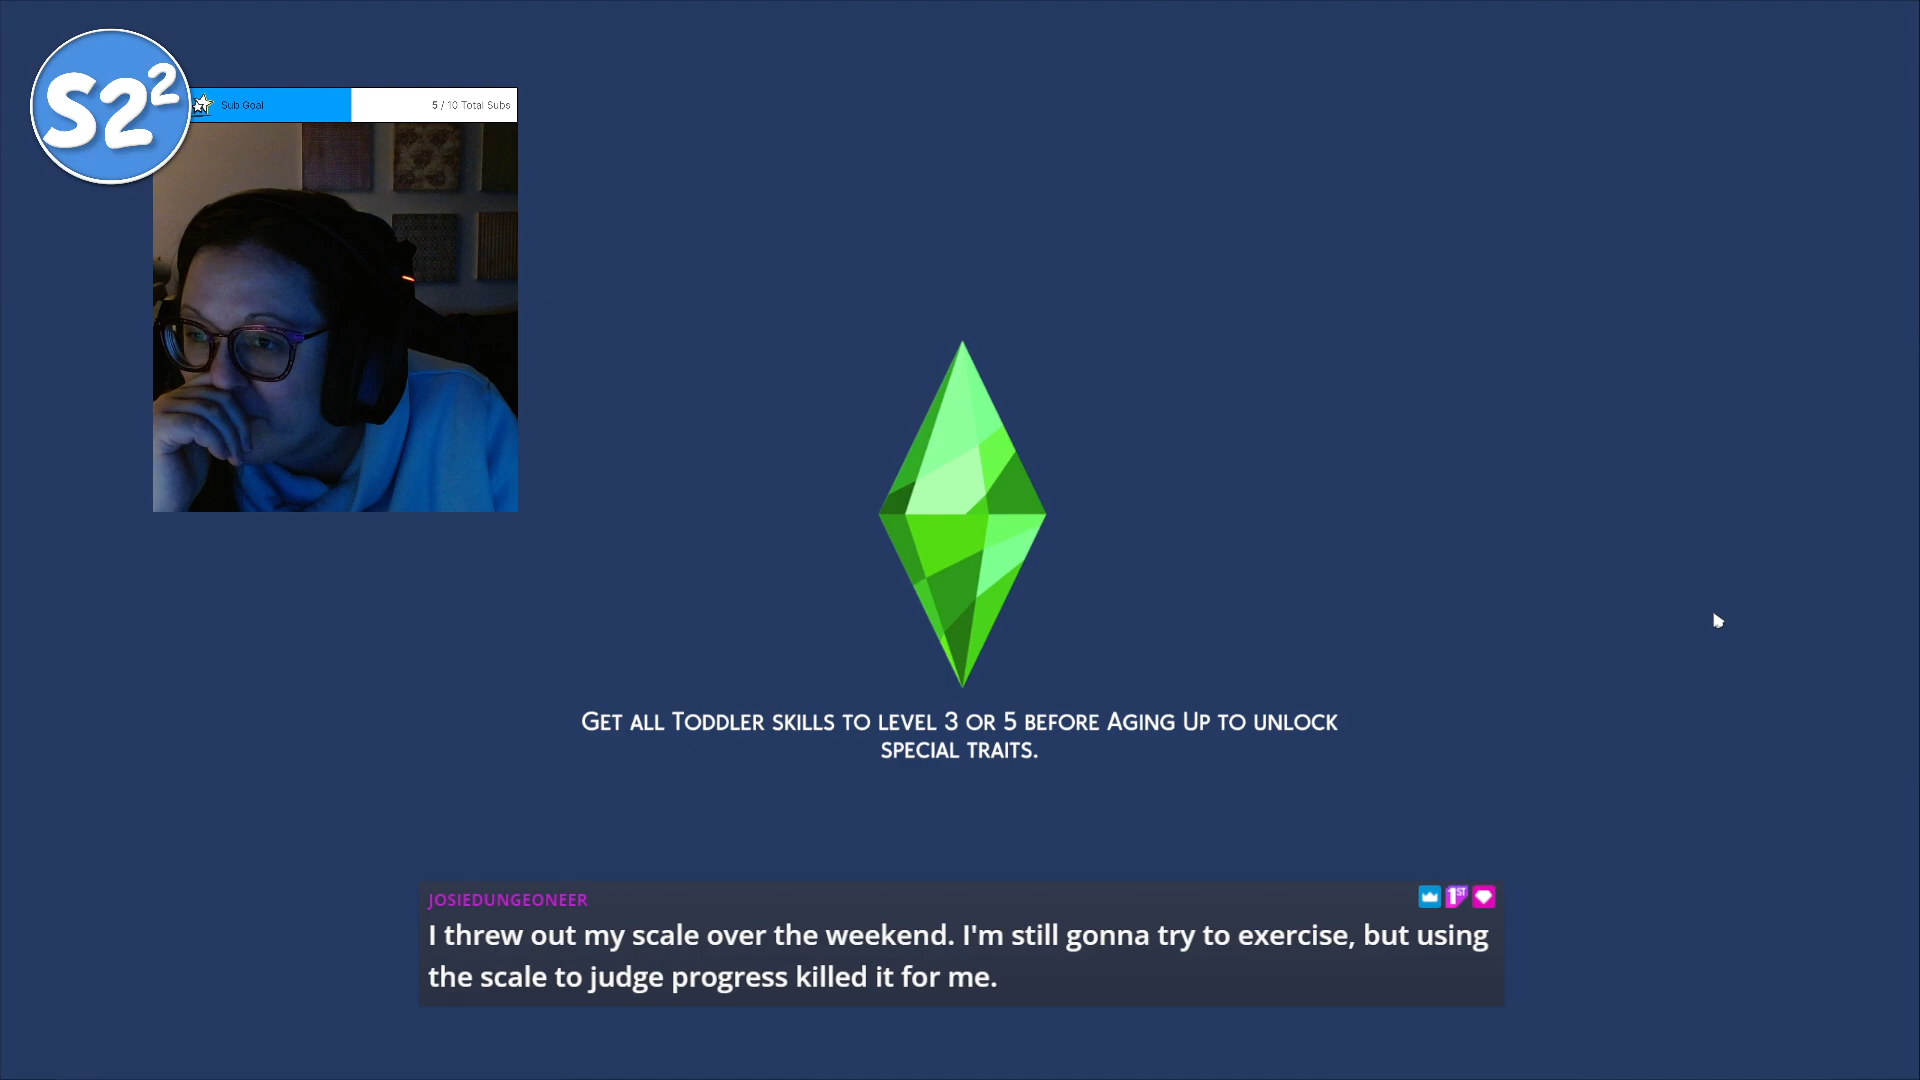 S2²
Sub Goal
5 / 10 Total Subs
GET ALL TODDLER SKILLS TO LEVEL 3 OR 5 BEFORE AGING UP TO UNLOCK
SPECIAL TRAITS.
JOSIEDUNGEONEER
1ST
I threw out my scale over the weekend. I'm still gonna try to exercise, but using
the scale to judge progress killed it for me.